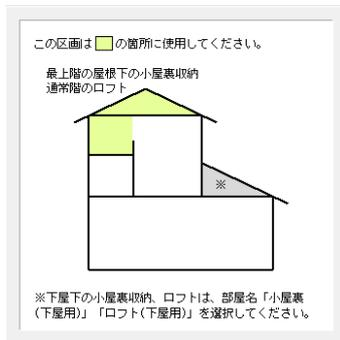 この区画は　の箇所に使用してください。
最上階の屋根下の小屋裏収納
通常階のロフト
※
※下屋下の小屋裏収納、ロフトは、部屋名「小屋裏
(下屋用)」「ロフト(下屋用)」を選択してください。